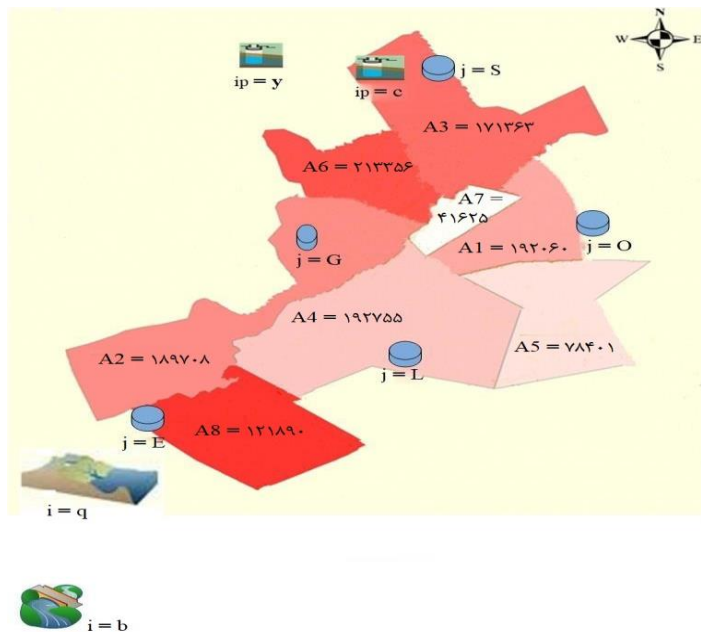 N
W E
S
ip = y
ip = c
j = S
A3 = ۱۷۱۳۶۳
A6 = ۲۱۳۳۵۶
A7 =
۴۱۶۲۵
j = G
A1 = ۱۹۲۰۶۰
j = O
A4 = ۱۹۲۷۵۵
A2 = ۱۸۹۷۰۸
A5 = ۷۸۴۰۱
j = L
j = E
A8 = ۱۲۱۸۹۰
i = q
i = b